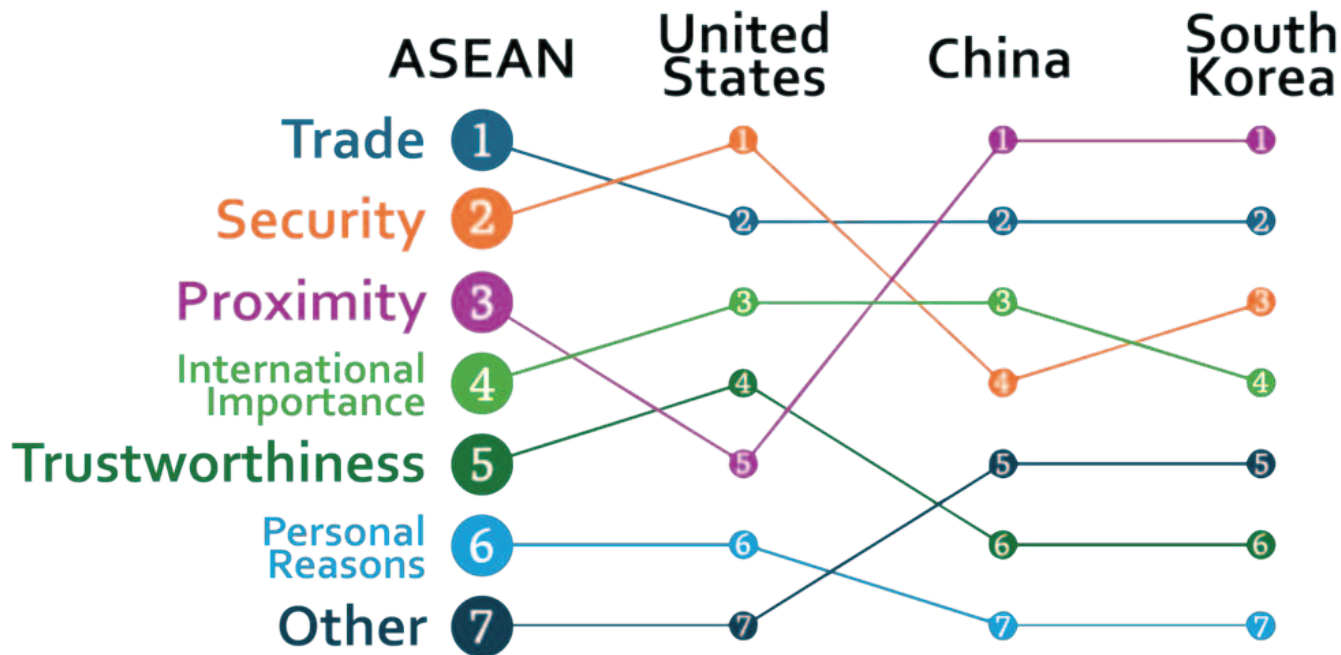 ASEAN United States China South Korea
Trade 1 1 1 1
Security 2 2 2 2
Proximity 3 3 3 3
International
Importance 4 4 4 4
Trustworthiness 5 5 5 5
Personal
Reasons 6 6 6 6
Other 7 7 7 7